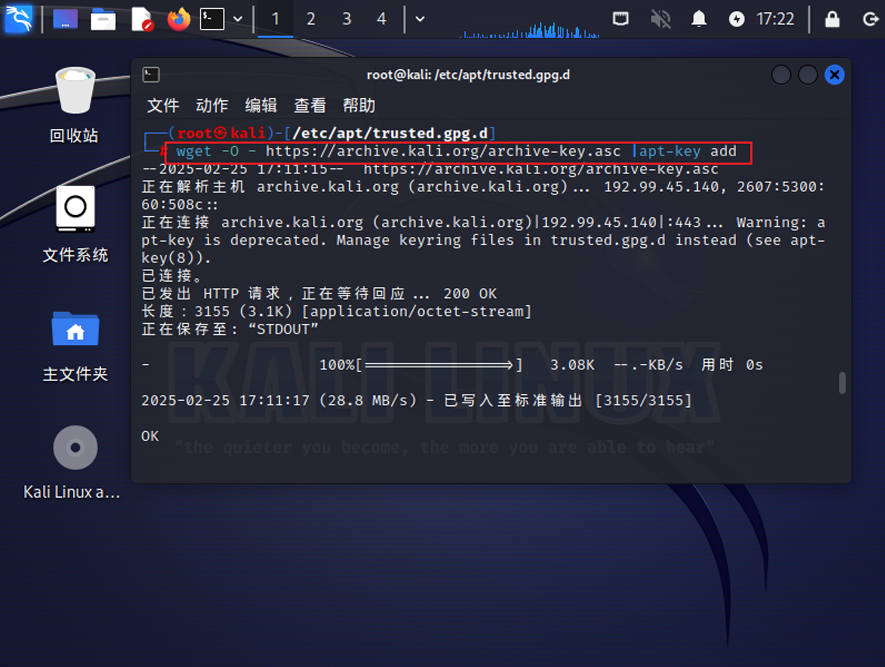 1 2 3 4 17:22
root@kali: /etc/apt/trusted.gpg.d
文件 动作 编辑 查看 帮助
回收站
文件系统
主文件夹
Kali Linux a...
┌──(root㉿kali)-[/etc/apt/trusted.gpg.d]
└─# wget -O - https://archive.kali.org/archive-key.asc |apt-key add
--2025-02-25 17:11:15--  https://archive.kali.org/archive-key.asc
正在解析主机 archive.kali.org (archive.kali.org)... 192.99.45.140, 2607:5300:
60:508c::
正在连接 archive.kali.org (archive.kali.org)|192.99.45.140|:443... Warning: a
pt-key is deprecated. Manage keyring files in trusted.gpg.d instead (see apt-
key(8)).
已连接。
已发出 HTTP 请求，正在等待回应... 200 OK
长度：3155 (3.1K) [application/octet-stream]
正在保存至: “STDOUT”
- 100%[===================>] 3.08K --.-KB/s 用时 0s
2025-02-25 17:11:17 (28.8 MB/s) - 已写入至标准输出 [3155/3155]
OK
KALI LINUX
"the quieter you become, the more you are able to hear"